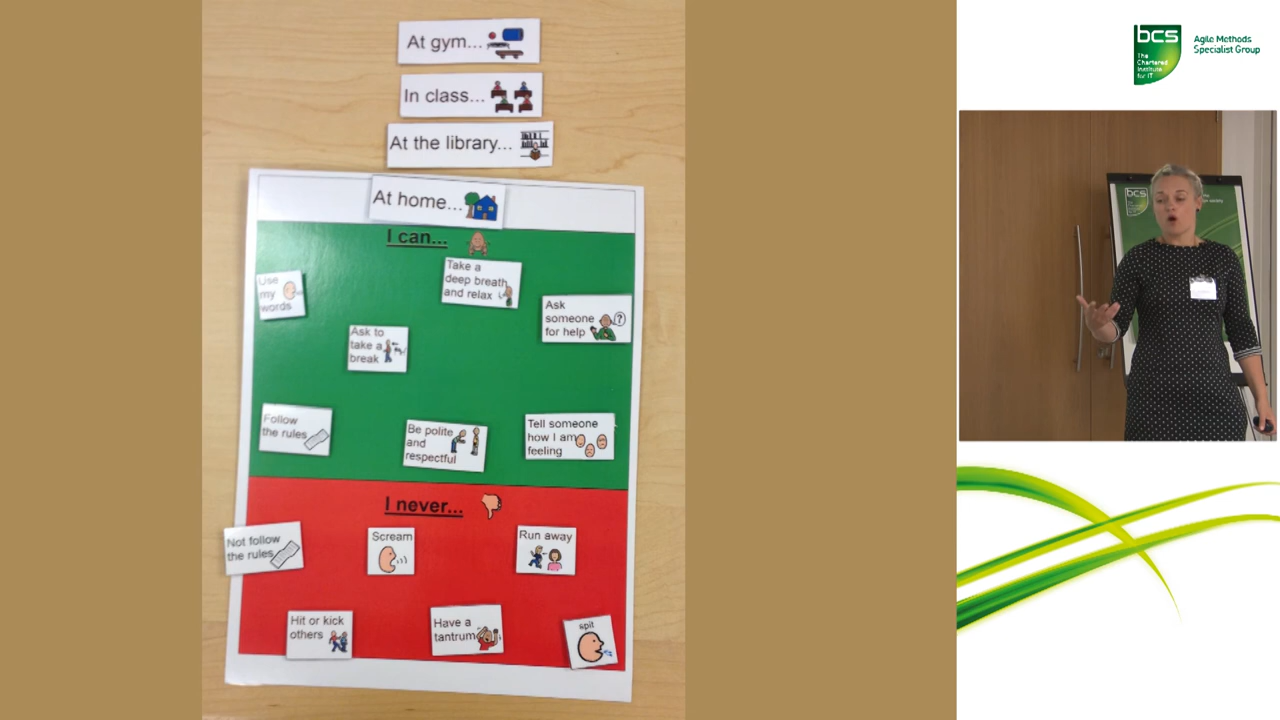 At gym...
In class...
At the library...
At home...
I can...
Use
my
words
Take a
deep breath
and relax
Ask
someone
for help
?
Ask to
take a
break
Follow
the rules
Be polite
and
respectful
Tell someone
how I am
feeling
I never...
Not follow
the rules
Scream
Run away
Hit or kick
others
Have a
tantrum
spit
bcs
The
Chartered
Institute
for IT
Agile Methods
Specialist Group
bcs